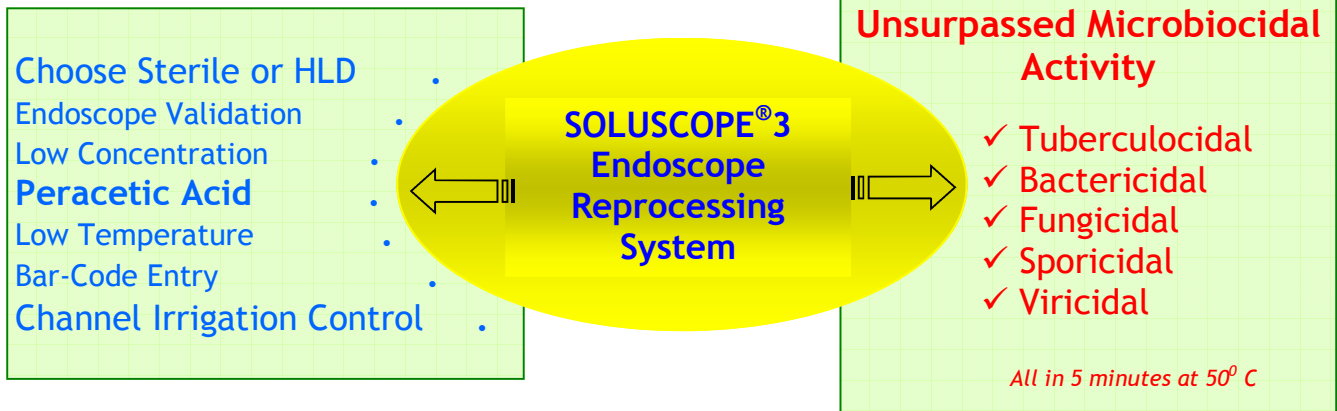 Choose Sterile or HLD .
Endoscope Validation .
Low Concentration .
Peracetic Acid .
Low Temperature .
Bar-Code Entry .
Channel Irrigation Control .
SOLUSCOPE®3
Endoscope
Reprocessing
System
Unsurpassed Microbiocidal
Activity
✓ Tuberculocidal
✓ Bactericidal
✓ Fungicidal
✓ Sporicidal
✓ Viricidal
All in 5 minutes at 50⁰ C